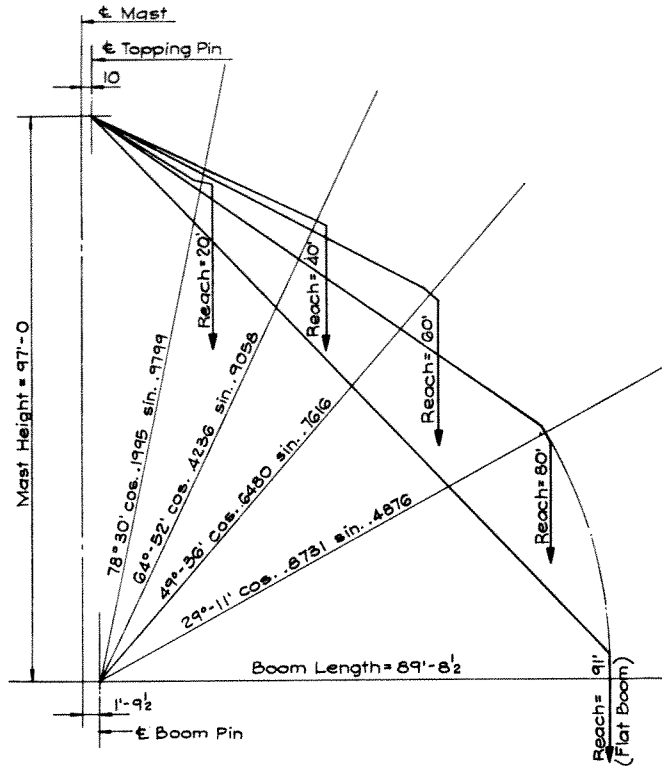 ℄ Mast
℄ Topping Pin
10
Mast Height = 97'-0
Reach = 20'
Reach = 40'
Reach = 60'
Reach = 80'
78°30' cos. .1995 sin. .9799
64°-52' cos. .4236 sin. .9058
49°-36' cos. .6480 sin. .7616
29°-11' cos. .8731 sin. .4876
Boom Length = 89'-8½
1'-9½
℄ Boom Pin
Reach = 91'
(Flat Boom)